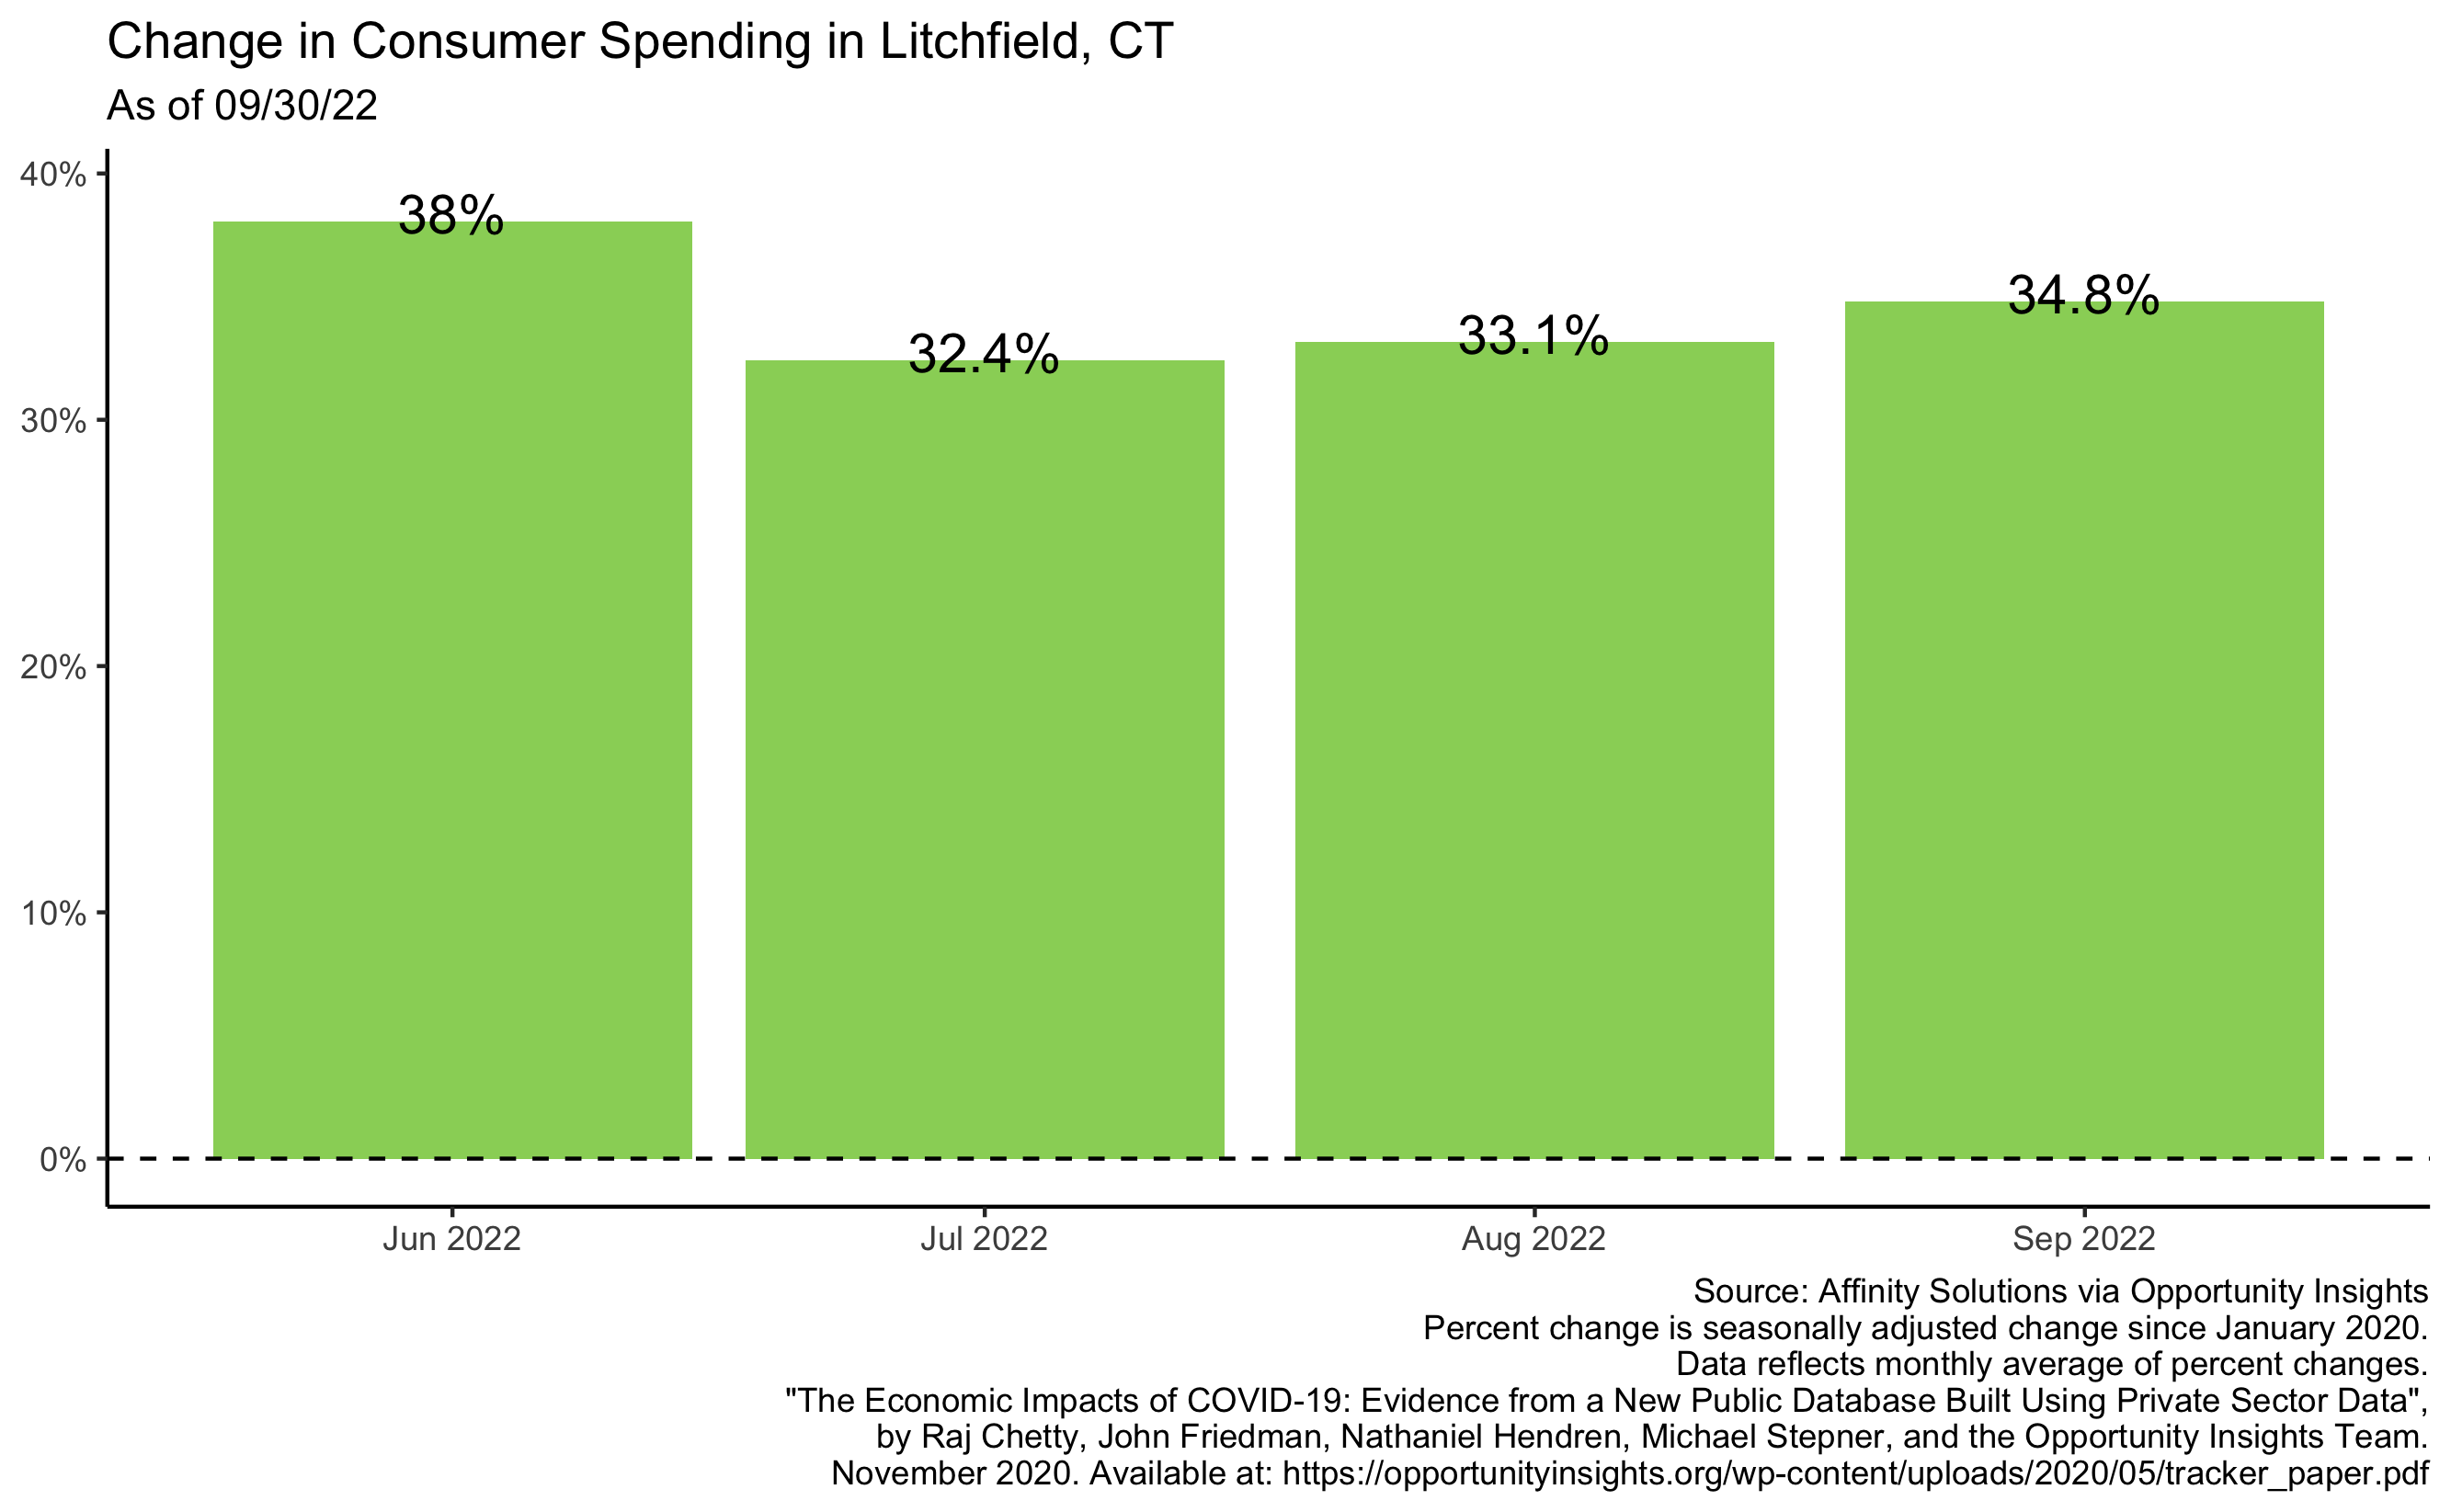 Change in Consumer Spending in Litchfield, CT
As of 09/30/22
40%
30%
20%
10%
0%
38%
32.4%
33.1%
34.8%
Jun 2022
Jul 2022
Aug 2022
Sep 2022
Source: Affinity Solutions via Opportunity Insights
Percent change is seasonally adjusted change since January 2020.
Data reflects monthly average of percent changes.
"The Economic Impacts of COVID-19: Evidence from a New Public Database Built Using Private Sector Data",
by Raj Chetty, John Friedman, Nathaniel Hendren, Michael Stepner, and the Opportunity Insights Team.
November 2020. Available at: https://opportunityinsights.org/wp-content/uploads/2020/05/tracker_paper.pdf